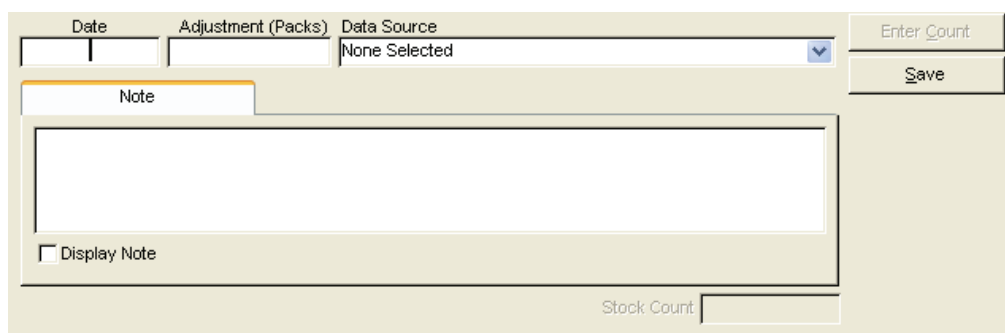 Date Adjustment (Packs) Data Source Enter Count
None Selected
Save
Note
Display Note
Stock Count